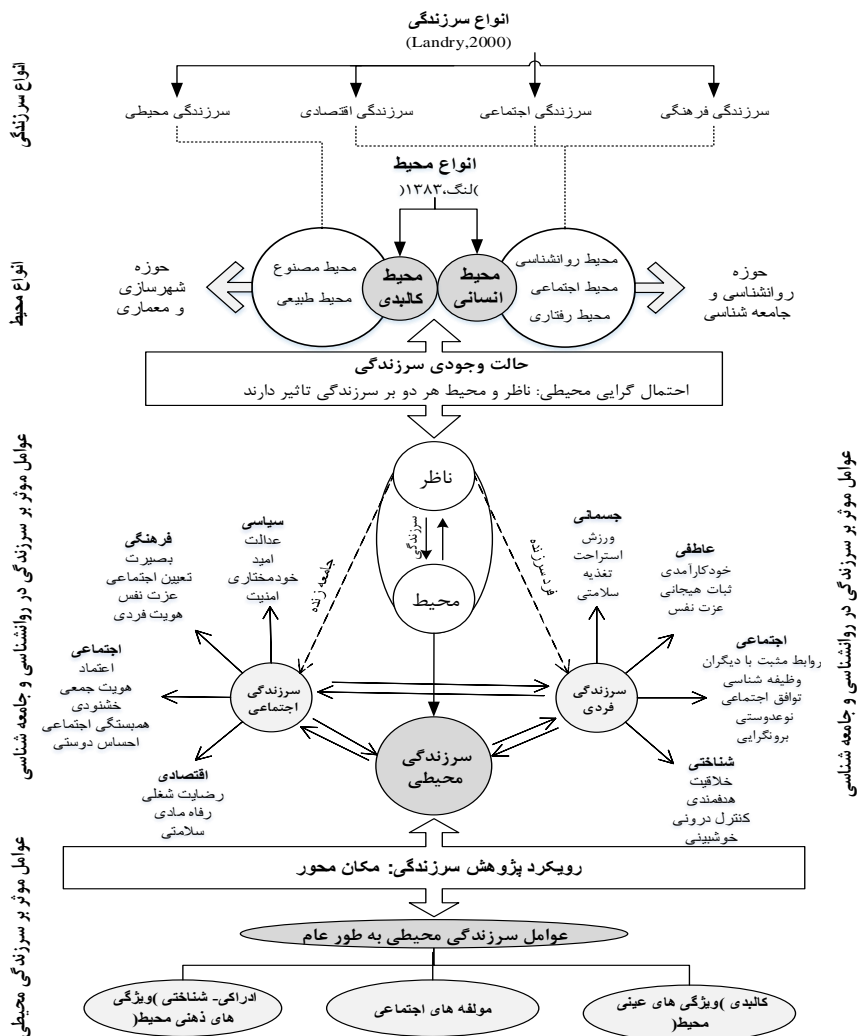 انواع سرزندگی
(Landry,2000)
سرزندگی فرهنگی
سرزندگی اجتماعی
سرزندگی اقتصادی
سرزندگی محیطی
انواع سرزندگی
انواع محیط
)لنگ،۱۳۸۳(
حوزه
روانشناسی و
جامعه شناسی
محیط روانشناسی
محیط اجتماعی
محیط رفتاری
محیط
انسانی
محیط
کالبدی
محیط مصنوع
محیط طبیعی
حوزه
شهرسازی
و معماری
انواع محیط
حالت وجودی سرزندگی
احتمال گرایی محیطی: ناظر و محیط هر دو بر سرزندگی تاثیر دارند
ناظر
سرزندگی
محیط
فرد سرزنده
جامعه زنده
عوامل موثر بر سرزندگی در روانشناسی و جامعه شناسی
جسمانی
ورزش
استراحت
تغذیه
سلامتی
عاطفی
خودکارآمدی
ثبات هیجانی
عزت نفس
اجتماعی
روابط مثبت با دیگران
وظیفه شناسی
توافق اجتماعی
نوعدوستی
برونگرایی
شناختی
خلاقیت
هدفمندی
کنترل درونی
خوشبینی
سرزندگی
فردی
سیاسی
عدالت
امید
خودمختاری
امنیت
فرهنگی
بصیرت
تعیین اجتماعی
عزت نفس
هویت فردی
اجتماعی
اعتماد
هویت جمعی
خشنودی
همبستگی اجتماعی
احساس دوستی
اقتصادی
رضایت شغلی
رفاه مادی
سلامتی
سرزندگی
اجتماعی
سرزندگی
محیطی
عوامل موثر بر سرزندگی در روانشناسی و جامعه شناسی
رویکرد پژوهش سرزندگی: مکان محور
عوامل سرزندگی محیطی به طور عام
کالبدی )ویژگی های عینی
محیط(
مولفه های اجتماعی
ادراکی- شناختی )ویژگی
های ذهنی محیط(
عوامل موثر بر سرزندگی محیطی